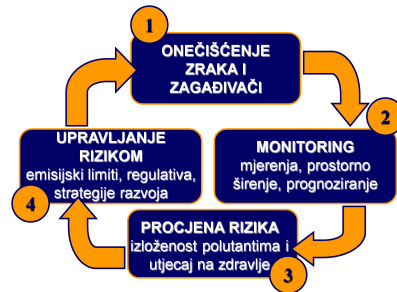 1
ONEČIŠĆENJE
ZRAKA I
ZAGAĐIVAČI
2
MONITORING
mjerenja, prostorno
širenje, prognoziranje
3
PROCJENA RIZIKA
izloženost polutantima i
utjecaj na zdravlje
4
UPRAVLJANJE
RIZIKOM
emisijski limiti, regulativa,
strategije razvoja